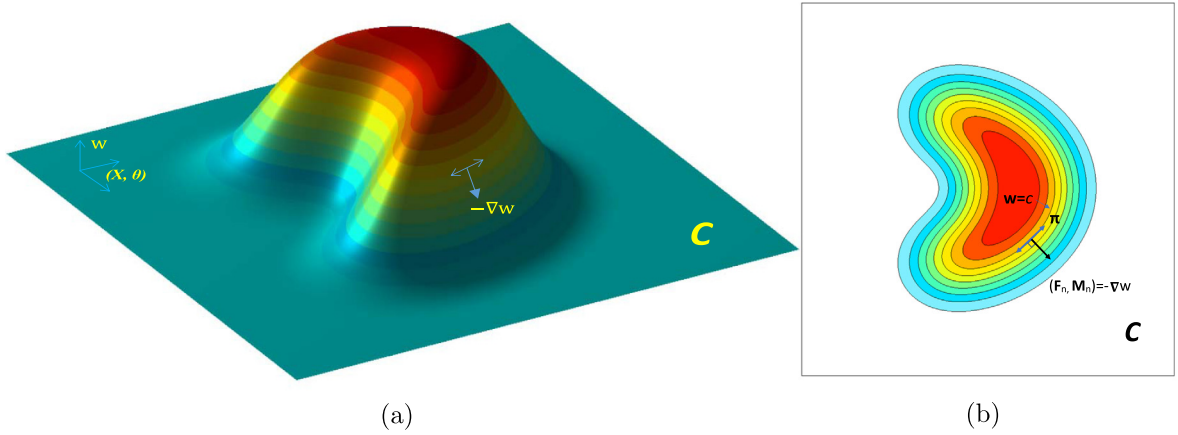 w
(X, θ)
−∇w
C
(a)
w=c
π
(Fn, Mn)=-∇w
C
(b)